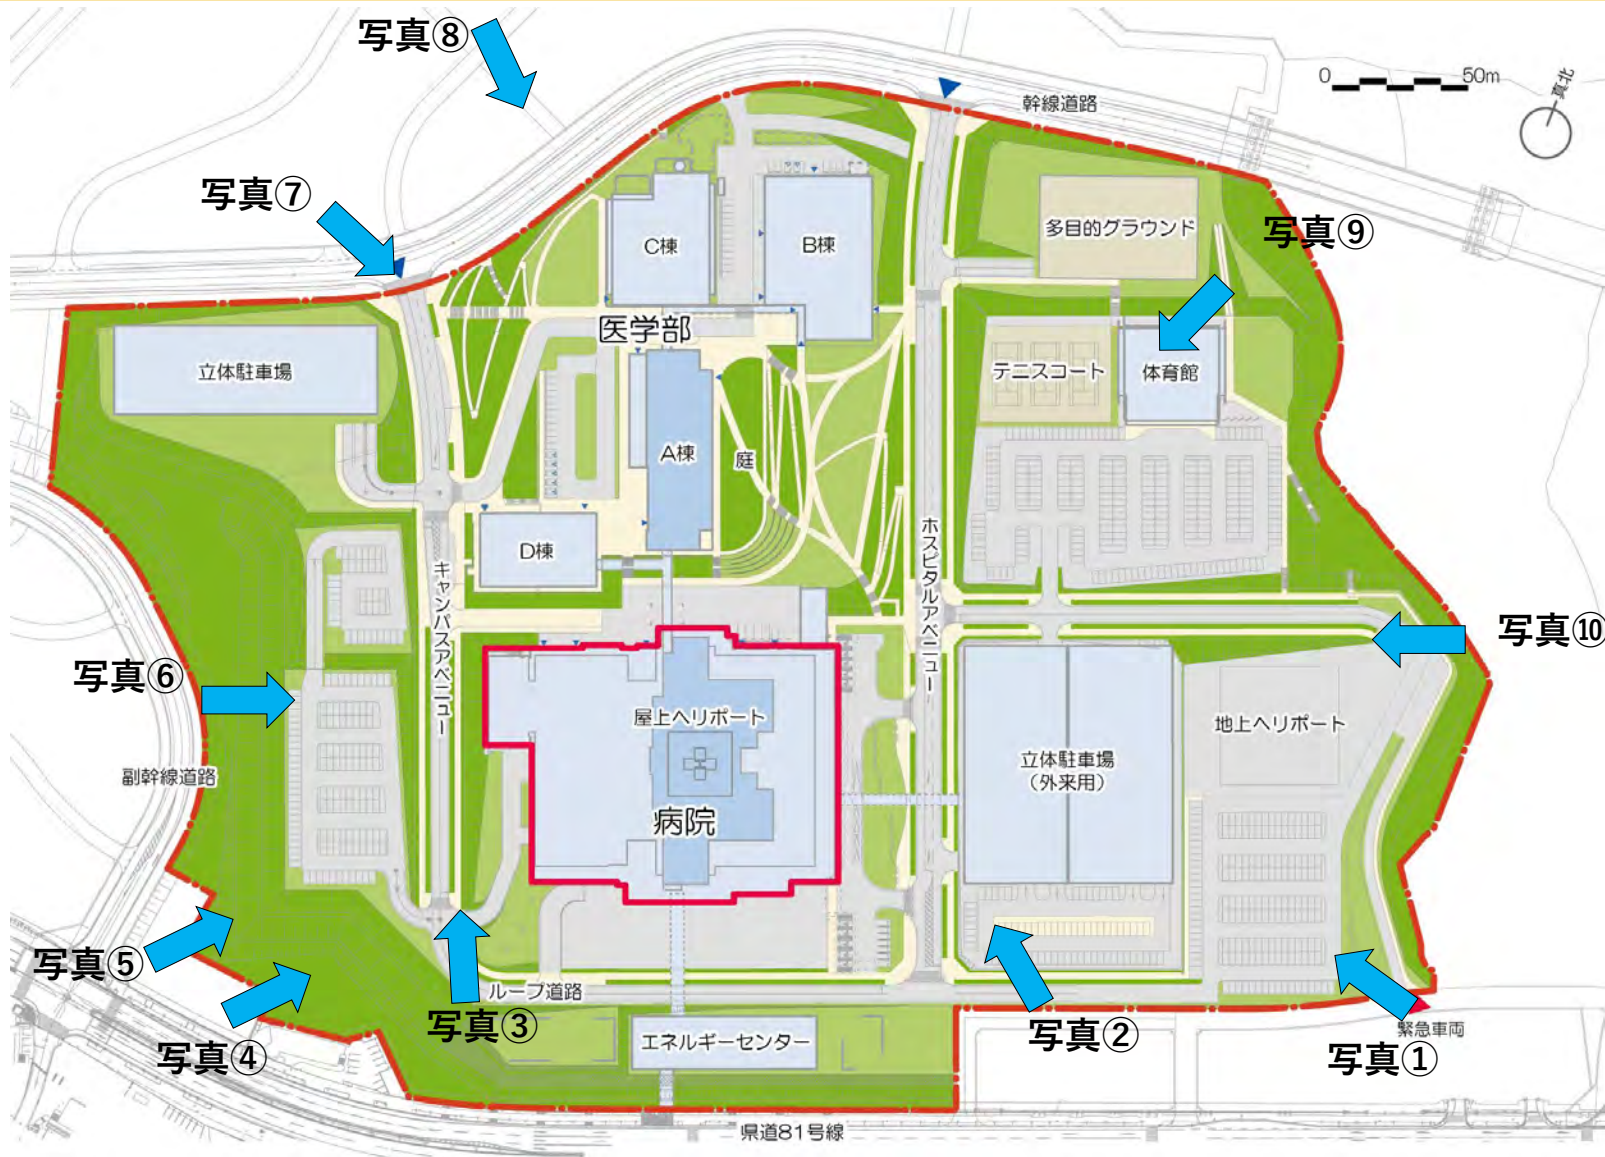 写真⑧
0
50m
真北
幹線道路
写真⑦
C棟
B棟
多目的グラウンド
写真⑨
医学部
立体駐車場
テニスコート
体育館
A棟
庭
D棟
キャンパスアベニュー
ホスピタルアベニュー
写真⑩
写真⑥
屋上ヘリポート
地上ヘリポート
副幹線道路
立体駐車場
(外来用)
病院
写真⑤
ループ道路
写真③
写真④
エネルギーセンター
写真②
緊急車両
写真①
県道81号線